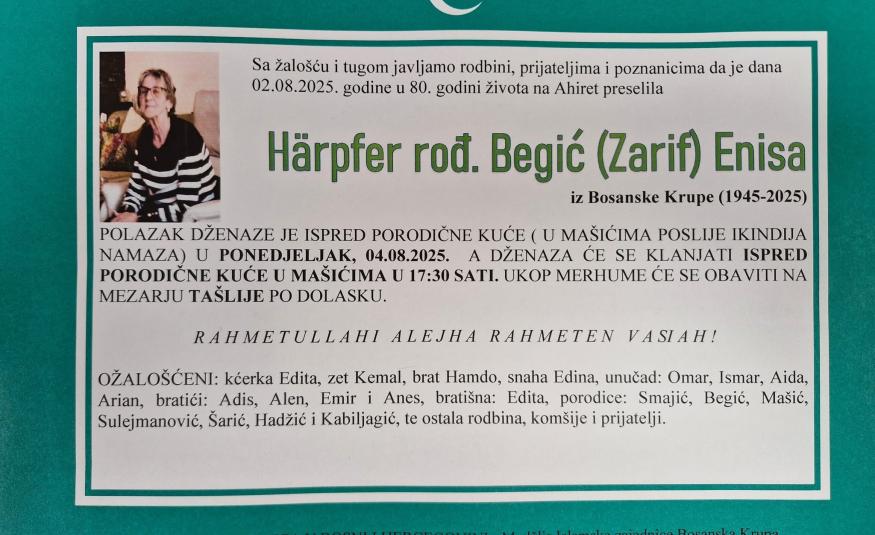 Sa žalošću i tugom javljamo rodbini, prijateljima i poznanicima da je dana
02.08.2025. godine u 80. godini života na Ahiret preselila
Härpfer rođ. Begić (Zarif) Enisa
iz Bosanske Krupe (1945-2025)
POLAZAK DŽENAZE JE ISPRED PORODIČNE KUĆE ( U MAŠIĆIMA POSLIJE IKINDIJA
NAMAZA) U PONEDJELJAK, 04.08.2025. A DŽENAZA ĆE SE KLANJATI ISPRED
PORODIČNE KUĆE U MAŠIĆIMA U 17:30 SATI. UKOP MERHUME ĆE SE OBAVITI NA
MEZARJU TAŠLIJE PO DOLASKU.
RAHMETULLAHI ALEJHA RAHMETEN VASIAH!
OŽALOŠĆENI: kćerka Edita, zet Kemal, brat Hamdo, snaha Edina, unučad: Omar, Ismar, Aida,
Arian, bratići: Adis, Alen, Emir i Anes, bratišna: Edita, porodice: Smajić, Begić, Mašić,
Sulejmanović, Šarić, Hadžić i Kabiljagić, te ostala rodbina, komšije i prijatelji.
Bosanska Krupa